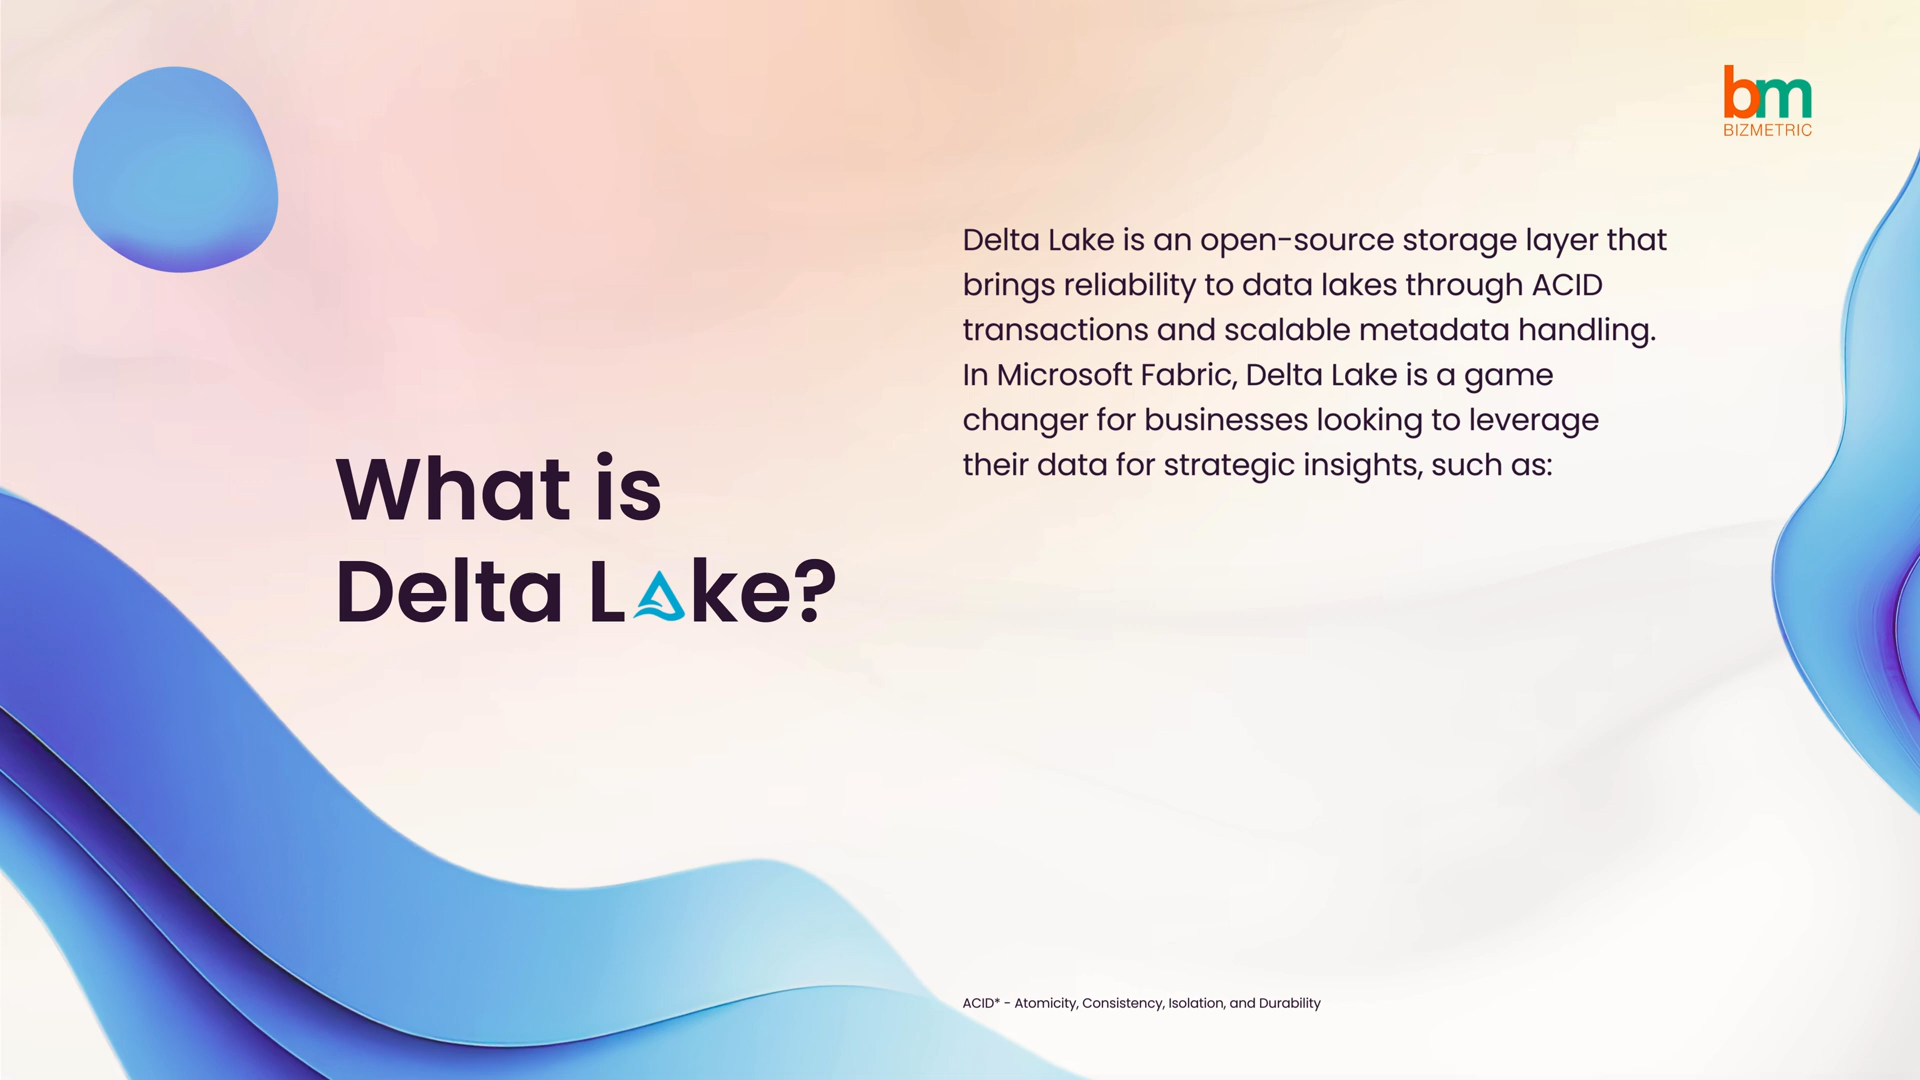 bm
BIZMETRIC
Delta Lake is an open-source storage layer that
brings reliability to data lakes through ACID
transactions and scalable metadata handling.
In Microsoft Fabric, Delta Lake is a game
changer for businesses looking to leverage
their data for strategic insights, such as:
What is
Delta Lake?
ACID* - Atomicity, Consistency, Isolation, and Durability